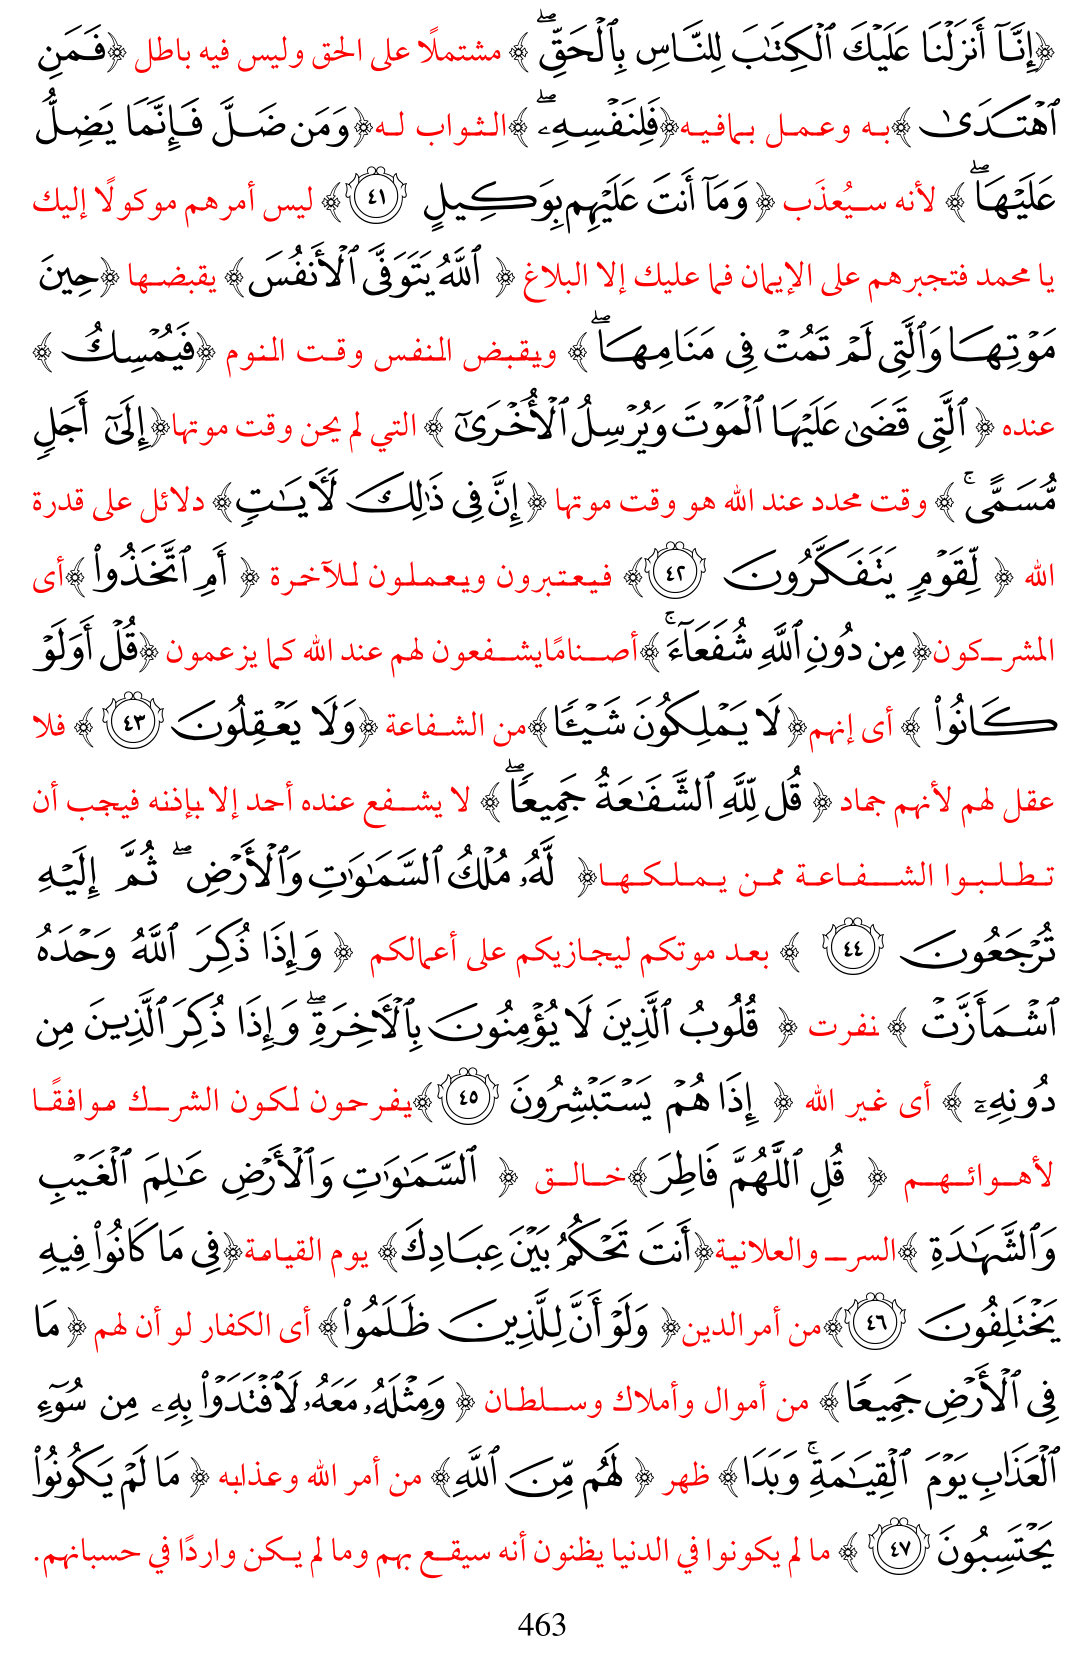 ﴿إِنَّآ أَنزَلۡنَا عَلَيۡكَ ٱلۡكِتَٰبَ لِلنَّاسِ بِٱلۡحَقِّۖ ﴾ مشتملًا على الحق وليس فيه باطل ﴿فَمَنِ
ٱهۡتَدَىٰ ﴾به وعمل بمافيه﴿فَلِنَفۡسِهِۦۖ ﴾الثواب له﴿وَمَن ضَلَّ فَإِنَّمَا يَضِلُّ
عَلَيۡهَاۖ ﴾ لأنه سيُعذَب ﴿وَمَآ أَنتَ عَلَيۡهِم بِوَكِيلٍ ٤١﴾ ليس أمرهم موكولًا إليك
يا محمد فتجبرهم على الإيمان فما عليك إلا البلاغ ﴿ ٱللَّهُ يَتَوَفَّى ٱلۡأَنفُسَ﴾ يقبضها ﴿حِينَ
مَوۡتِهَا وَٱلَّتِي لَمۡ تَمُتۡ فِي مَنَامِهَاۖ ﴾ ويقبض النفس وقت النوم ﴿فَيُمۡسِكُ ﴾
عنده ﴿ ٱلَّتِي قَضَىٰ عَلَيۡهَا ٱلۡمَوۡتَ وَيُرۡسِلُ ٱلۡأُخۡرَىٰٓ ﴾ التي لم يحن وقت موتها﴿إِلَىٰٓ أَجَلٖ
مُّسَمًّىۚ ﴾ وقت محدد عند الله هو وقت موتها ﴿إِنَّ فِي ذَٰلِكَ لَأٓيَٰتٖ﴾ دلائل على قدرة
الله ﴿ لِّقَوۡمٖ يَتَفَكَّرُونَ ٤٢﴾ فيعتبرون ويعملون للآخرة ﴿ أَمِ ٱتَّخَذُواْ ﴾أى
المشركون﴿مِن دُونِ ٱللَّهِ شُفَعَآءَۚ ﴾أصنامًايشفعون لهم عند الله كما يزعمون ﴿قُلۡ أَوَلَوۡ
كَانُواْ ﴾ أى إنهم﴿لَا يَمۡلِكُونَ شَيۡـٔٗا﴾من الشفاعة ﴿وَلَا يَعۡقِلُونَ ٤٣ ﴾ فلا
عقل لهم لأنهم جماد ﴿ قُل لِّلَّهِ ٱلشَّفَٰعَةُ جَمِيعٗاۖ ﴾ لا يشفع عنده أحد إلا بإذنه فيجب أن
تطلبوا الشفاعة ممن يملكها﴿ لَّهُۥ مُلۡكُ ٱلسَّمَٰوَٰتِ وَٱلۡأَرۡضِۖ ثُمَّ إِلَيۡهِ
تُرۡجَعُونَ ٤٤ ﴾ بعد موتكم ليجازيكم على أعمالكم ﴿ وَإِذَا ذُكِرَ ٱللَّهُ وَحۡدَهُ
ٱشۡمَأَزَّتۡ ﴾ نفرت ﴿ قُلُوبُ ٱلَّذِينَ لَا يُؤۡمِنُونَ بِٱلۡأٓخِرَةِۖ وَإِذَا ذُكِرَ ٱلَّذِينَ مِن
دُونِهِۦٓ ﴾ أى غير الله ﴿ إِذَا هُمۡ يَسۡتَبۡشِرُونَ ٤٥﴾يفرحون لكون الشرك موافقًا
لأهوائهم ﴿ قُلِ ٱللَّهُمَّ فَاطِرَ ﴾خالق ﴿ ٱلسَّمَٰوَٰتِ وَٱلۡأَرۡضِ عَٰلِمَ ٱلۡغَيۡبِ
وَٱلشَّهَٰدَةِ ﴾السر والعلانية﴿أَنتَ تَحۡكُمُ بَيۡنَ عِبَادِكَ﴾ يوم القيامة﴿فِي مَا كَانُواْ فِيهِ
يَخۡتَلِفُونَ ٤٦﴾من أمرالدين﴿ وَلَوۡ أَنَّ لِلَّذِينَ ظَلَمُواْ﴾ أى الكفار لو أن لهم ﴿ مَا
فِي ٱلۡأَرۡضِ جَمِيعٗا﴾ من أموال وأملاك وسلطان ﴿ وَمِثۡلَهُۥ مَعَهُۥ لَٱفۡتَدَوۡاْ بِهِۦ مِن سُوٓءِ
ٱلۡعَذَابِ يَوۡمَ ٱلۡقِيَٰمَةِۚ وَبَدَا﴾ ظهر ﴿ لَهُم مِّنَ ٱللَّهِ﴾ من أمر الله وعذابه ﴿ مَا لَمۡ يَكُونُواْ
يَحۡتَسِبُونَ ٤٧ ﴾ ما لم يكونوا في الدنيا يظنون أنه سيقع بهم وما لم يكن واردًا في حسبانهم.
463